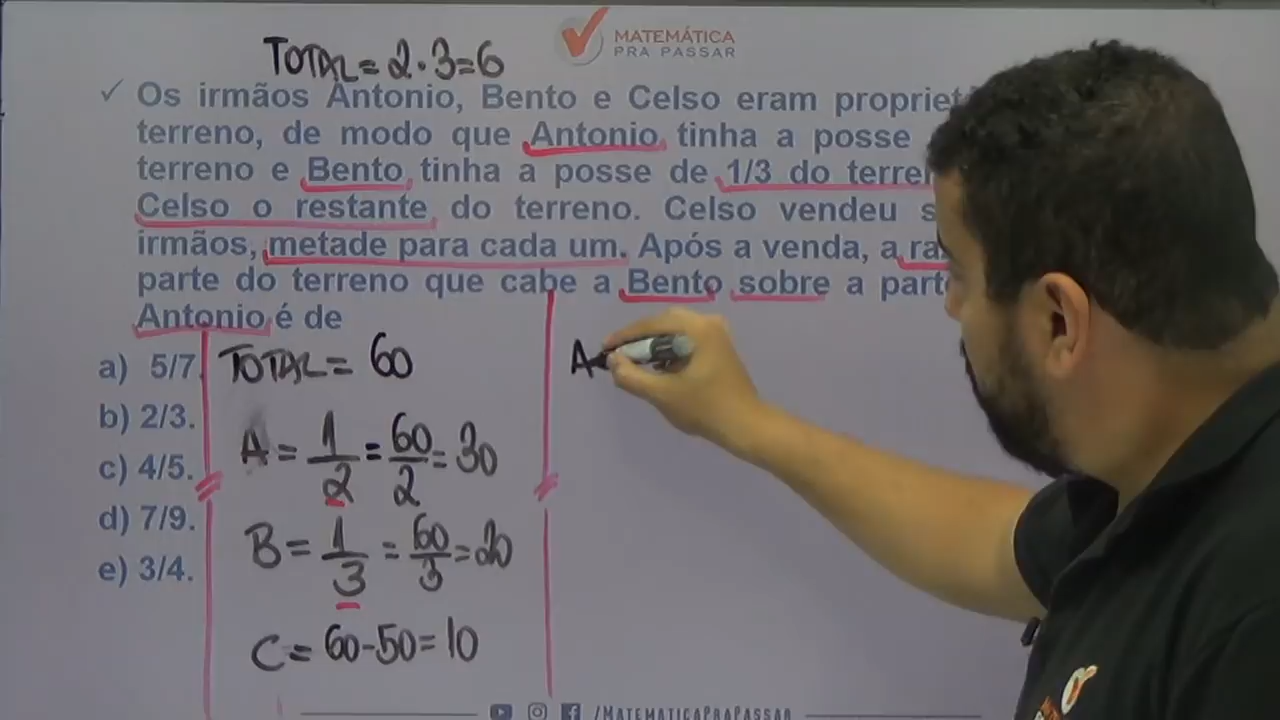 MATEMÁTICA
PRA PASSAR
TOTAL = 2 . 3 = 6
✓ Os irmãos Antonio, Bento e Celso eram
terreno, de modo que Antonio tinha a posse
terreno e Bento tinha a posse de 1/3 do
Celso o restante do terreno. Celso vendeu
irmãos, metade para cada um. Após a venda, a
parte do terreno que cabe a Bento sobre a
Antonio é de
a) 5/7.
b) 2/3.
c) 4/5.
d) 7/9.
e) 3/4.
TOTAL = 60
A = 1/2 = 60/2 = 30
B = 1/3 = 60/3 = 20
C = 60-50 = 10
A
/MATEMATICAPRAPASSAR